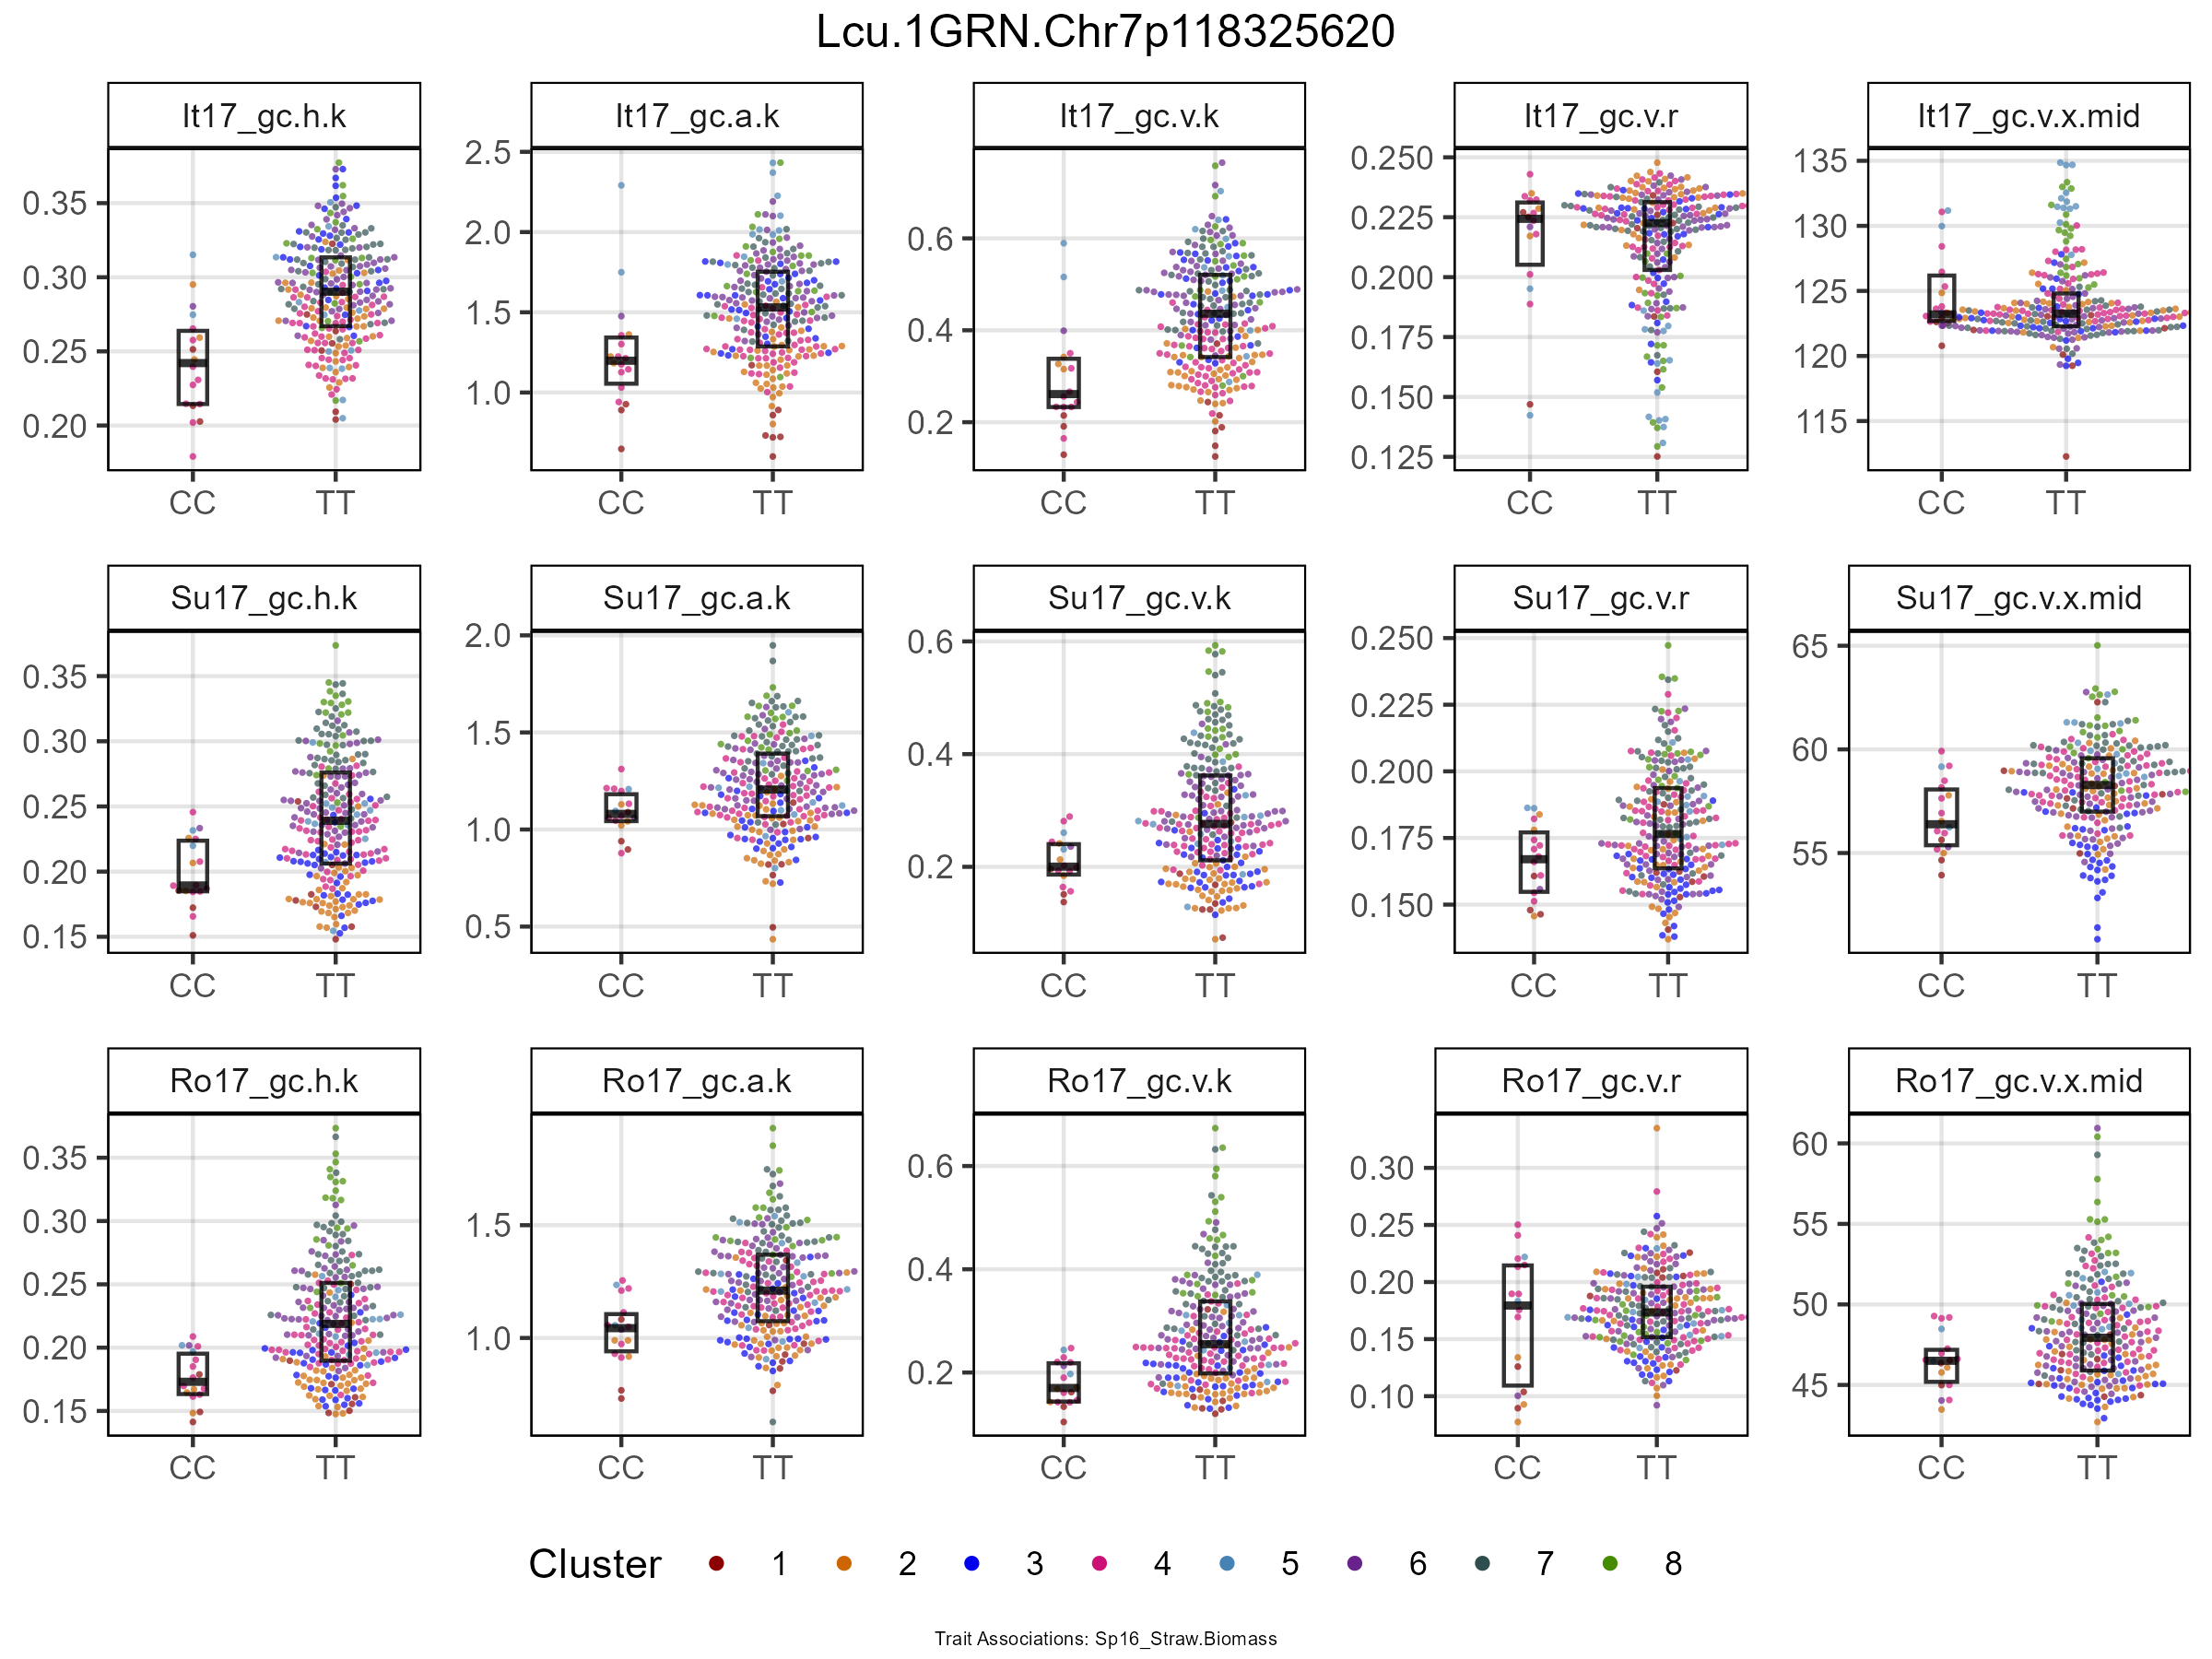 Lcu.1GRN.Chr7p118325620
It17_gc.h.k It17_gc.a.k It17_gc.v.k It17_gc.v.r It17_gc.v.x.mid
0.35 0.30 0.25 0.20
2.5 2.0 1.5 1.0
0.6 0.4 0.2
0.250 0.225 0.200 0.175 0.150 0.125
135 130 125 120 115
CC TT CC TT CC TT CC TT CC TT
Su17_gc.h.k Su17_gc.a.k Su17_gc.v.k Su17_gc.v.r Su17_gc.v.x.mid
0.35 0.30 0.25 0.20 0.15
2.0 1.5 1.0 0.5
0.6 0.4 0.2
0.250 0.225 0.200 0.175 0.150
65 60 55
CC TT CC TT CC TT CC TT CC TT
Ro17_gc.h.k Ro17_gc.a.k Ro17_gc.v.k Ro17_gc.v.r Ro17_gc.v.x.mid
0.35 0.30 0.25 0.20 0.15
1.5 1.0
0.6 0.4 0.2
0.30 0.25 0.20 0.15 0.10
60 55 50 45
CC TT CC TT CC TT CC TT CC TT
Cluster 1 2 3 4 5 6 7 8
Trait Associations: Sp16_Straw.Biomass